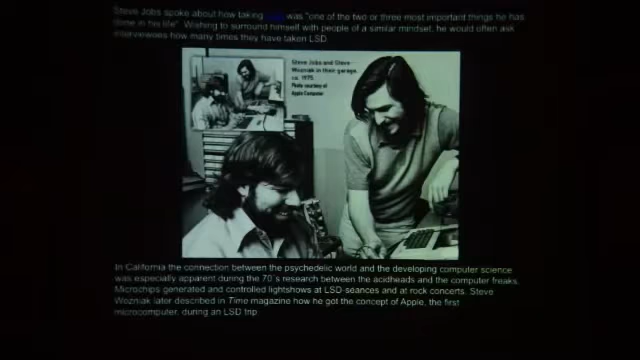 Steve Jobs spoke about how taking LSD was "one of the two or three most important things he has
done in his life". Wishing to surround himself with people of a similar mindset, he would often ask
interviewees how many times they have taken LSD.
Steve Jobs and Steve
Wozniak in their garage,
ca. 1975.
Photo courtesy of
Apple Computer
In California the connection between the psychedelic world and the developing computer science
was especially apparent during the 70´s research between the acidheads and the computer freaks.
Microchips generated and controlled lightshows at LSD-seances and at rock concerts. Steve
Wozniak later described in Time magazine how he got the concept of Apple, the first
microcomputer, during an LSD trip.